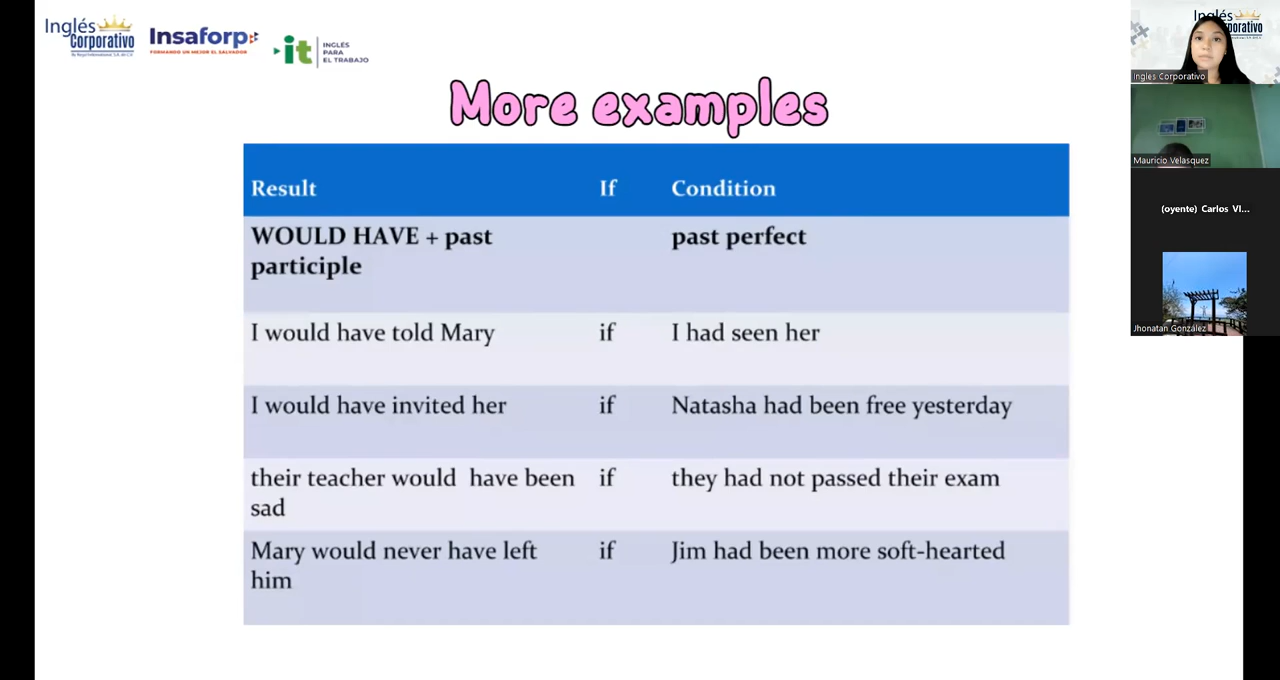 Inglés
Corporativo
Insaforp
FORMANDO UN MEJOR EL SALVADOR
it
INGLÉS
PARA
EL TRABAJO
More examples
Result If Condition
WOULD HAVE + past past perfect
participle
I would have told Mary if I had seen her
I would have invited her if Natasha had been free yesterday
their teacher would have been if they had not passed their exam
sad
Mary would never have left if Jim had been more soft-hearted
him
Inglés
Corporativo
Ingles Corporativo
Mauricio Velasquez
(oyente) Carlos VI...
Jhonatan González